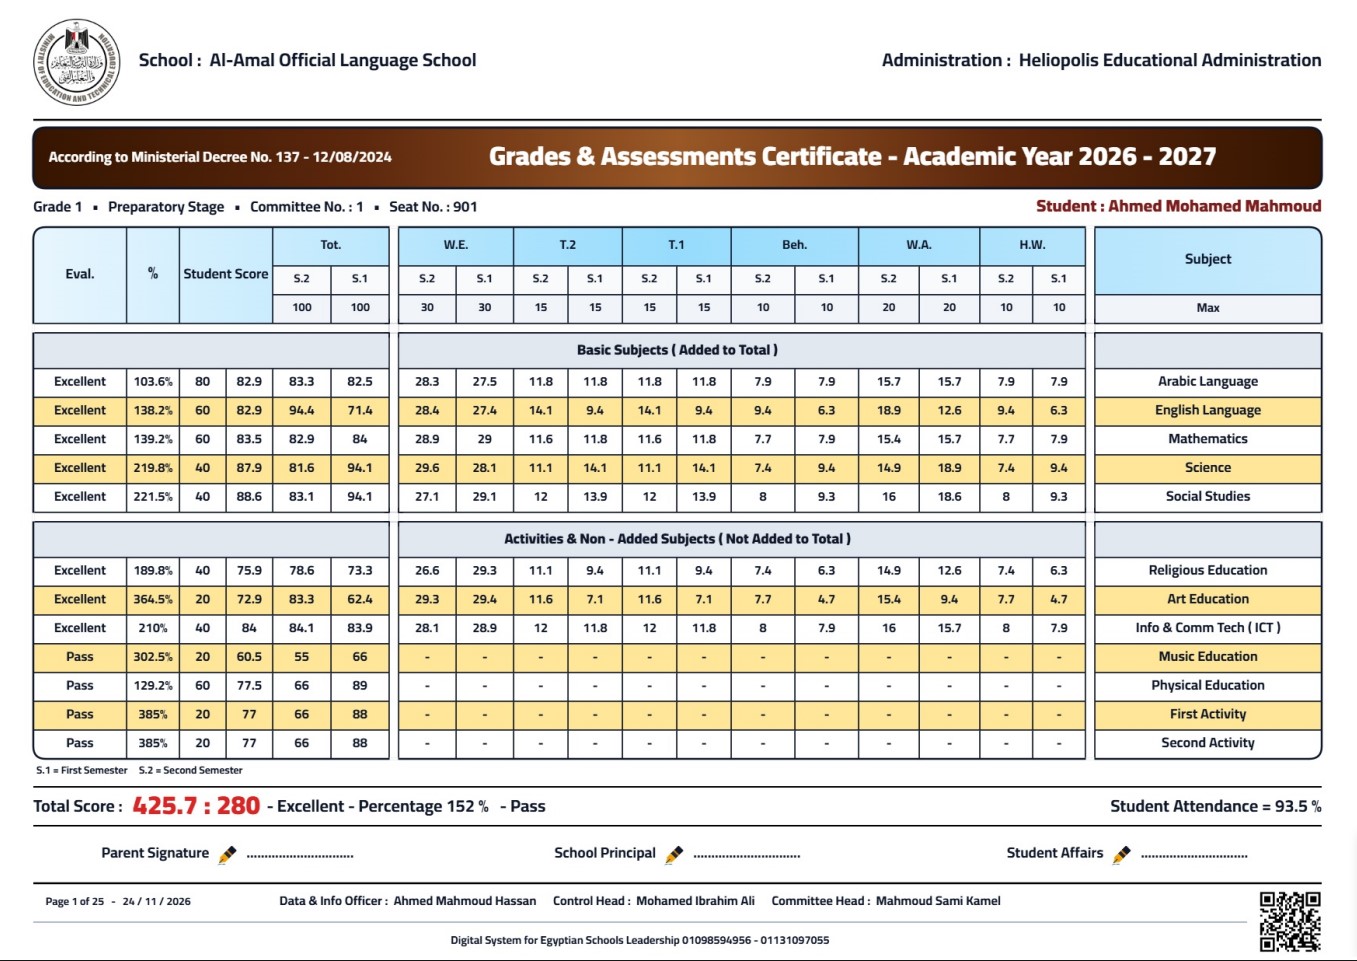 School : Al-Amal Official Language School
Administration : Heliopolis Educational Administration
MINISTRY OF EDUCATION AND TECHNICAL EDUCATION
According to Ministerial Decree No. 137 - 12/08/2024
Grades & Assessments Certificate - Academic Year 2026 - 2027
Grade 1 ▪ Preparatory Stage ▪ Committee No. : 1 ▪ Seat No. : 901
Student : Ahmed Mohamed Mahmoud
Eval. % Student Score Tot. W.E. T.2 T.1 Beh. W.A. H.W. Subject
S.2 S.1 S.2 S.1 S.2 S.1 S.2 S.1 S.2 S.1 S.2 S.1 S.2 S.1
100 100 30 30 15 15 15 15 10 10 20 20 10 10 Max
Basic Subjects ( Added to Total )
Excellent 103.6% 80 82.9 83.3 82.5 28.3 27.5 11.8 11.8 11.8 11.8 7.9 7.9 15.7 15.7 7.9 7.9 Arabic Language
Excellent 138.2% 60 82.9 94.4 71.4 28.4 27.4 14.1 9.4 14.1 9.4 9.4 6.3 18.9 12.6 9.4 6.3 English Language
Excellent 139.2% 60 83.5 82.9 84 28.9 29 11.6 11.8 11.6 11.8 7.7 7.9 15.4 15.7 7.7 7.9 Mathematics
Excellent 219.8% 40 87.9 81.6 94.1 29.6 28.1 11.1 14.1 11.1 14.1 7.4 9.4 14.9 18.9 7.4 9.4 Science
Excellent 221.5% 40 88.6 83.1 94.1 27.1 29.1 12 13.9 12 13.9 8 9.3 16 18.6 8 9.3 Social Studies
Activities & Non - Added Subjects ( Not Added to Total )
Excellent 189.8% 40 75.9 78.6 73.3 26.6 29.3 11.1 9.4 11.1 9.4 7.4 6.3 14.9 12.6 7.4 6.3 Religious Education
Excellent 364.5% 20 72.9 83.3 62.4 29.3 29.4 11.6 7.1 11.6 7.1 7.7 4.7 15.4 9.4 7.7 4.7 Art Education
Excellent 210% 40 84 84.1 83.9 28.1 28.9 12 11.8 12 11.8 8 7.9 16 15.7 8 7.9 Info & Comm Tech ( ICT )
Pass 302.5% 20 60.5 55 66 - - - - - - - - - - - - Music Education
Pass 129.2% 60 77.5 66 89 - - - - - - - - - - - - Physical Education
Pass 385% 20 77 66 88 - - - - - - - - - - - - First Activity
Pass 385% 20 77 66 88 - - - - - - - - - - - - Second Activity
S.1 = First Semester S.2 = Second Semester
Total Score : 425.7 : 280 - Excellent - Percentage 152 % - Pass
Student Attendance = 93.5 %
Parent Signature ............................
School Principal ............................
Student Affairs ............................
Page 1 of 25 - 24 / 11 / 2026
Data & Info Officer : Ahmed Mahmoud Hassan Control Head : Mohamed Ibrahim Ali Committee Head : Mahmoud Sami Kamel
Digital System for Egyptian Schools Leadership 01098594956 - 01131097055